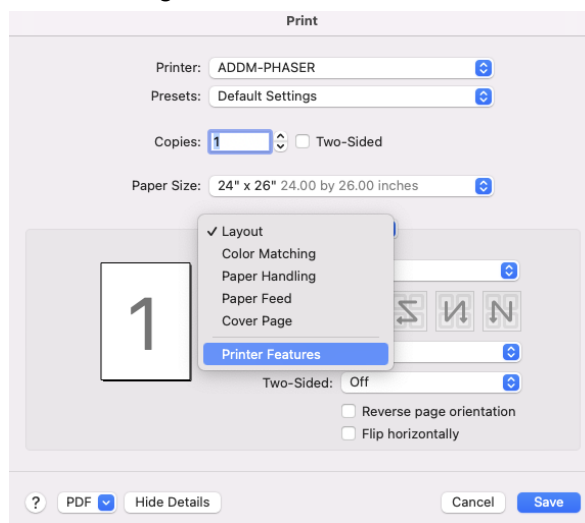 Print
Printer: ADDM-PHASER
Presets: Default Settings
Copies: 1 Two-Sided
Paper Size: 24" x 26" 24.00 by 26.00 inches
✓ Layout
Color Matching
Paper Handling
Paper Feed
Cover Page
Printer Features
1
Two-Sided: Off
Reverse page orientation
Flip horizontally
? PDF Hide Details Cancel Save